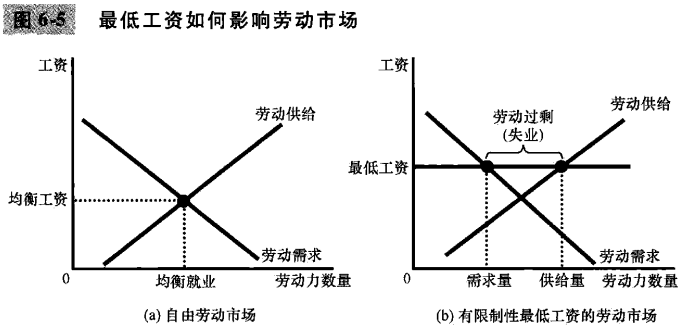 图6-5 最低工资如何影响劳动市场
工资
劳动供给
均衡工资
劳动需求
0
均衡就业
劳动力数量
(a) 自由劳动市场
工资
劳动过剩
(失业)
劳动供给
最低工资
劳动需求
0
需求量
供给量
劳动力数量
(b) 有限制性最低工资的劳动市场